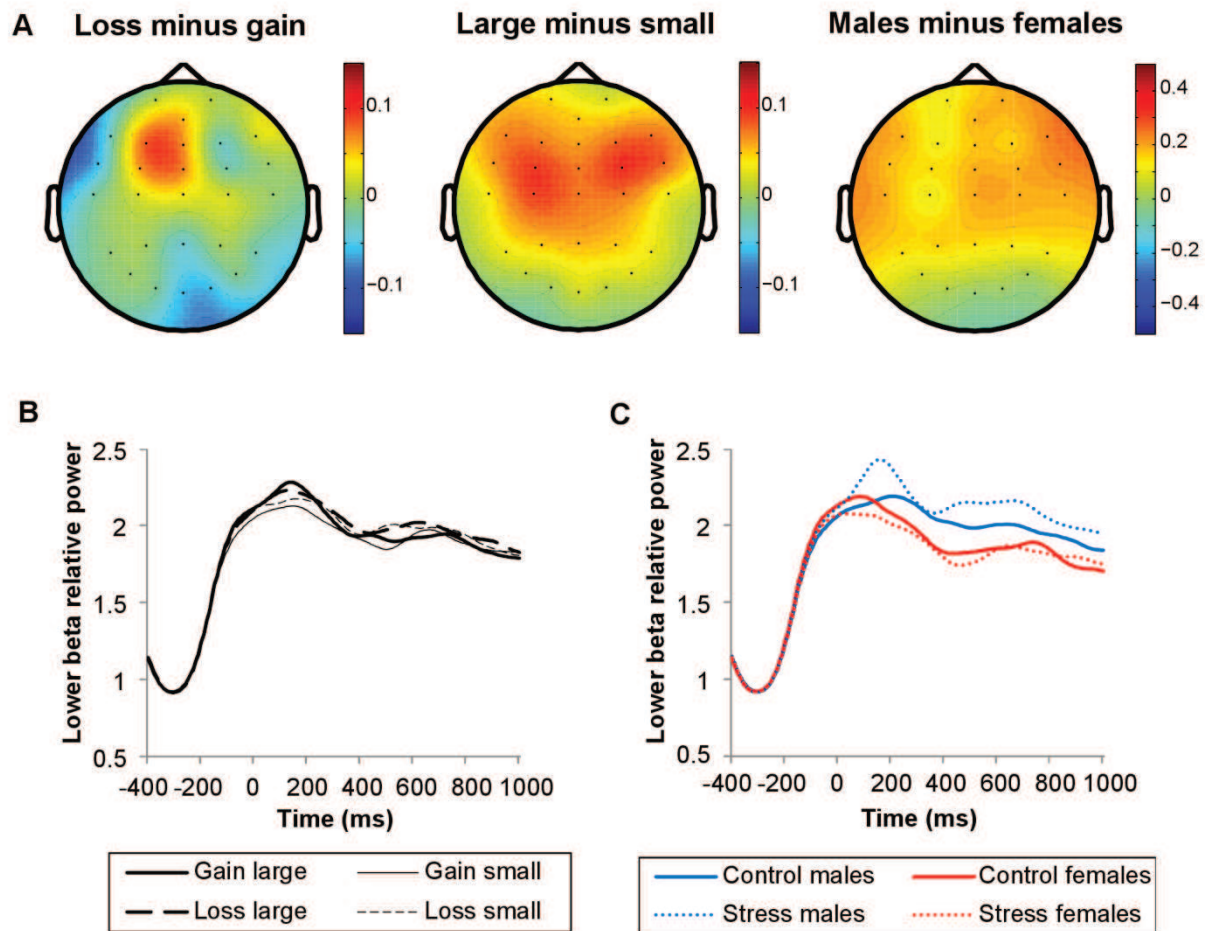 A
Loss minus gain
Large minus small
Males minus females
0.1
0
−0.1
0.1
0
−0.1
0.4
0.2
0
−0.2
−0.4
B
Lower beta relative power
2.5
2
1.5
1
0.5
-400 -200 0 200 400 600 800 1000
Time (ms)
Gain large
Gain small
Loss large
Loss small
C
Lower beta relative power
2.5
2
1.5
1
0.5
-400 -200 0 200 400 600 800 1000
Time (ms)
Control males
Control females
Stress males
Stress females